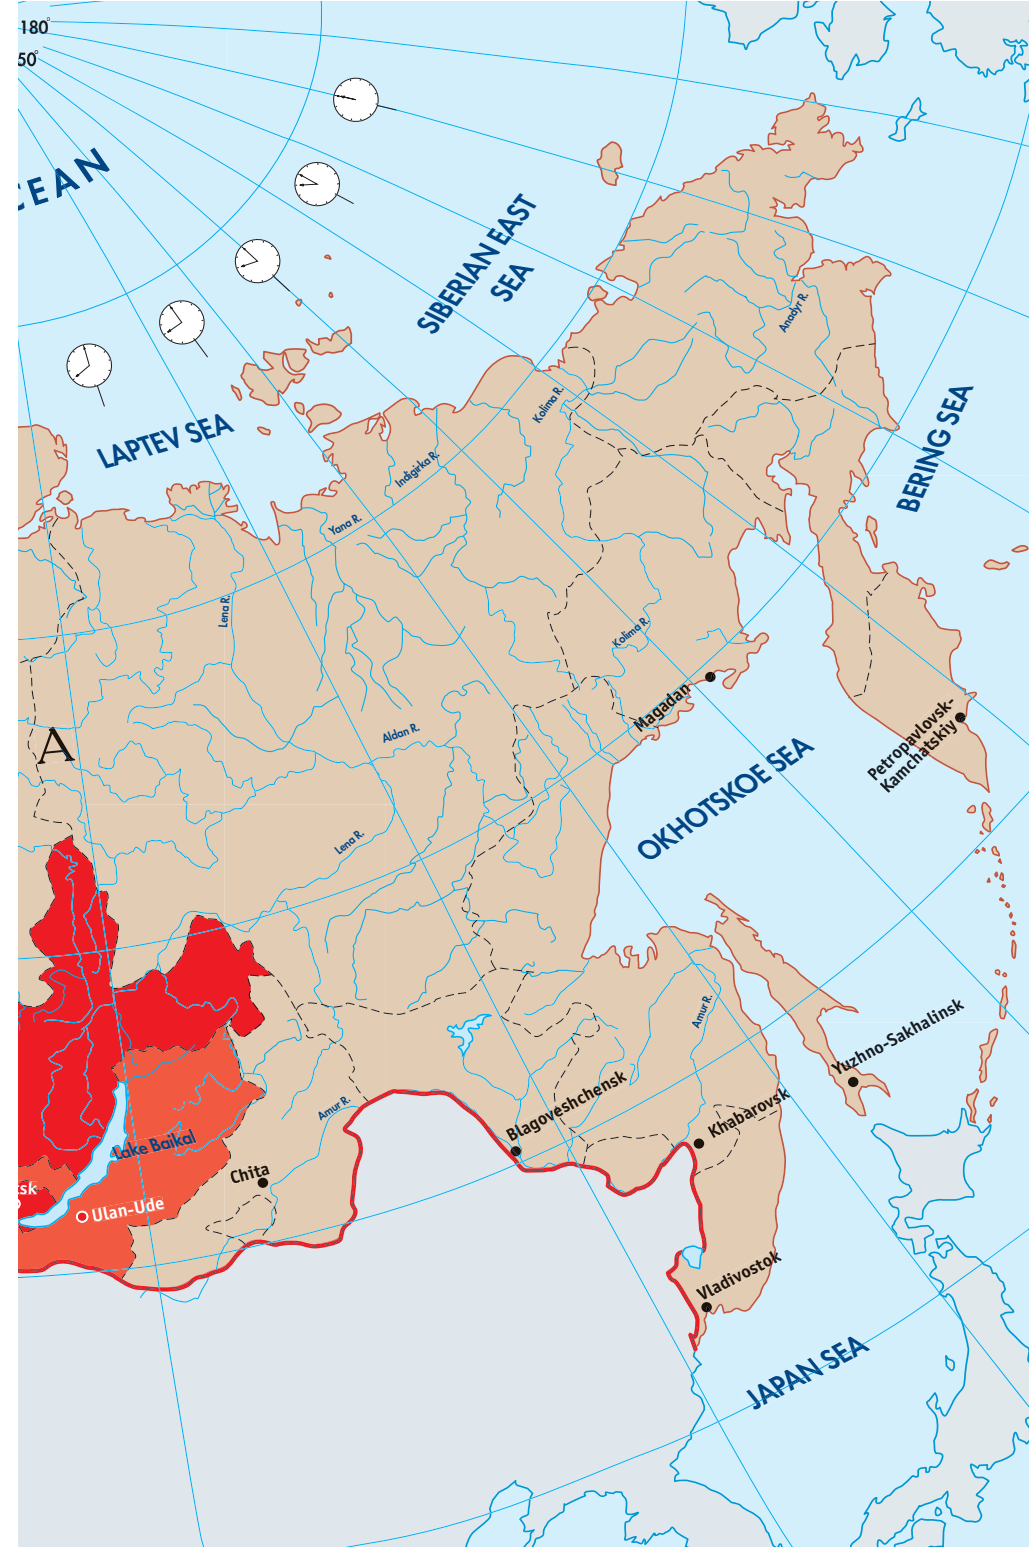 180°
50°
CEAN
SIBERIAN EAST
SEA
LAPTEV SEA
BERING SEA
Anadyr R.
Kolima R.
Indigirka R.
Yana R.
Lena R.
Kolima R.
Magadan
Petropavlovsk-
Kamchatskiy
A
Aldan R.
OKHOTSKOE SEA
Lena R.
Amur R.
Yuzhno-Sakhalinsk
Blagoveshchensk
Amur R.
Khabarovsk
Lake Baikal
Chita
sk
Ulan-Ude
Vladivostok
JAPAN SEA